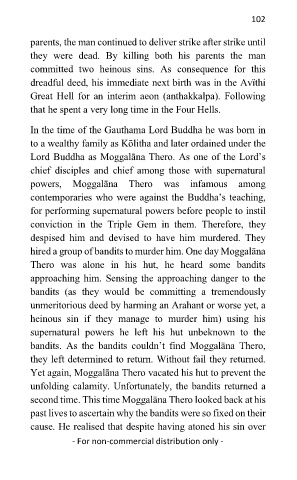 102
parents, the man continued to deliver strike after strike until
they were dead. By killing both his parents the man
committed two heinous sins. As consequence for this
dreadful deed, his immediate next birth was in the Avīthi
Great Hell for an interim aeon (anthakkalpa). Following
that he spent a very long time in the Four Hells.
In the time of the Gauthama Lord Buddha he was born in
to a wealthy family as Kōlitha and later ordained under the
Lord Buddha as Moggalāna Thero. As one of the Lord’s
chief disciples and chief among those with supernatural
powers, Moggalāna Thero was infamous among
contemporaries who were against the Buddha’s teaching,
for performing supernatural powers before people to instil
conviction in the Triple Gem in them. Therefore, they
despised him and devised to have him murdered. They
hired a group of bandits to murder him. One day Moggalāna
Thero was alone in his hut, he heard some bandits
approaching him. Sensing the approaching danger to the
bandits (as they would be committing a tremendously
unmeritorious deed by harming an Arahant or worse yet, a
heinous sin if they manage to murder him) using his
supernatural powers he left his hut unbeknown to the
bandits. As the bandits couldn’t find Moggalāna Thero,
they left determined to return. Without fail they returned.
Yet again, Moggalāna Thero vacated his hut to prevent the
unfolding calamity. Unfortunately, the bandits returned a
second time. This time Moggalāna Thero looked back at his
past lives to ascertain why the bandits were so fixed on their
cause. He realised that despite having atoned his sin over
- For non-commercial distribution only -